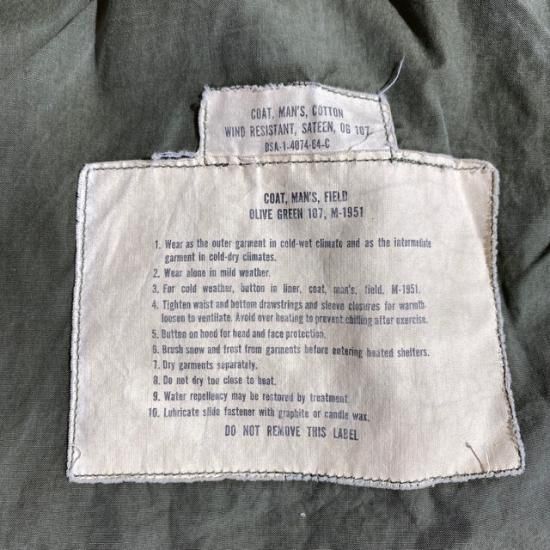 COAT, MAN'S, COTTON
WIND RESISTANT, SATEEN, OG 107
DSA-1-4074-64-C
COAT, MAN'S, FIELD
OLIVE GREEN 107, M-1951
1. Wear as the outer garment in cold-wet climate and as the intermediate
garment in cold-dry climates.
2. Wear alone in mild weather.
3. For cold weather, button in liner, coat, man's, field, M-1951.
4. Tighten waist and bottom drawstrings and sleeve closures for warmth
loosen to ventilate. Avoid over heating to prevent chilling after exercise.
5. Button on hood for head and face protection.
6. Brush snow and frost from garments before entering heated shelters.
7. Dry garments separately.
8. Do not dry too close to heat.
9. Water repellency may be restored by treatment.
10. Lubricate slide fastener with graphite or candle wax.
DO NOT REMOVE THIS LABEL